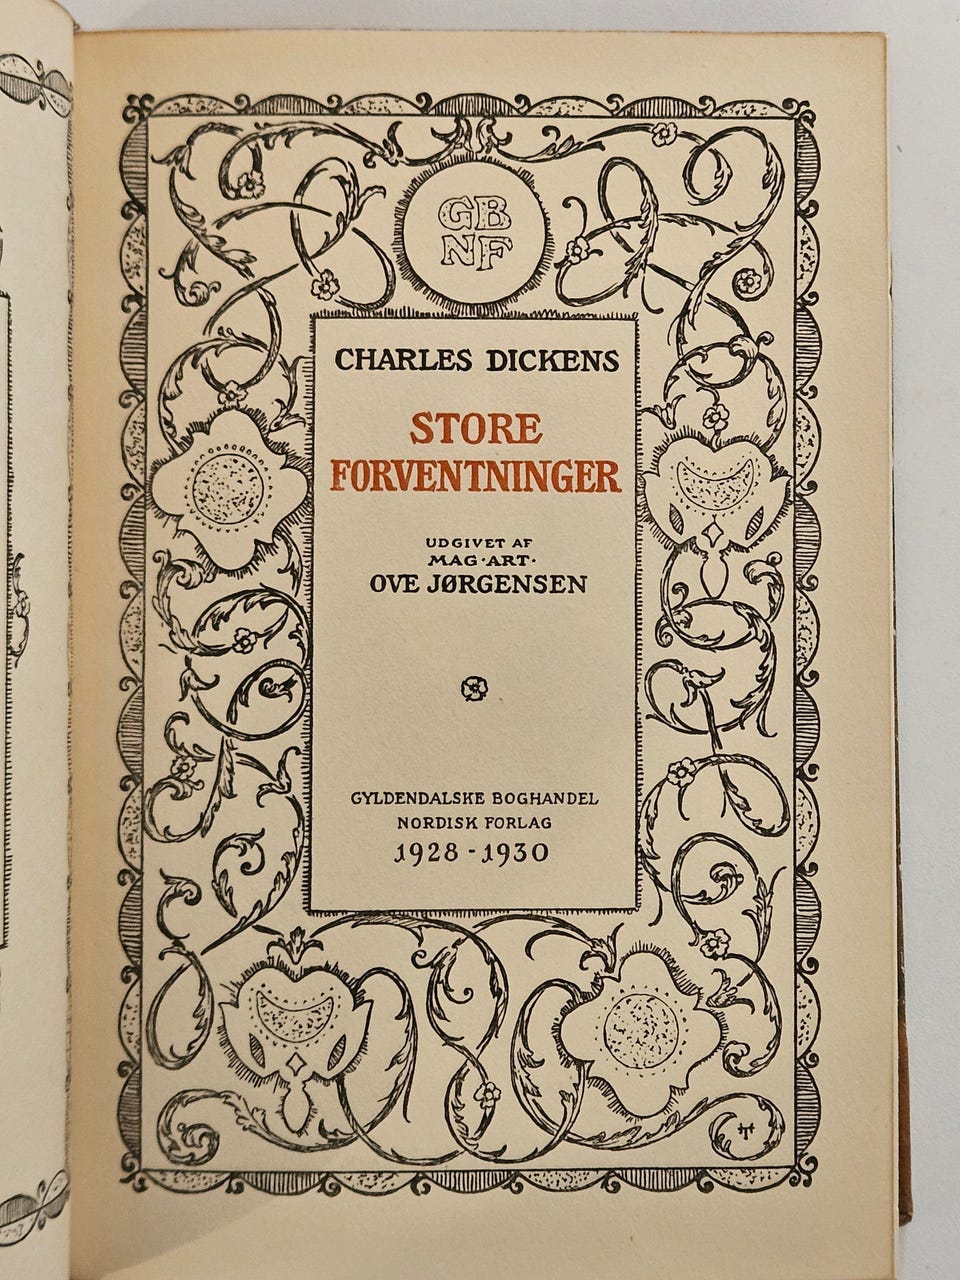 GB
NF
CHARLES DICKENS
STORE
FORVENTNINGER
UDGIVET AF
MAG·ART·
OVE JØRGENSEN
GYLDENDALSKE BOGHANDEL
NORDISK FORLAG
1928 - 1930